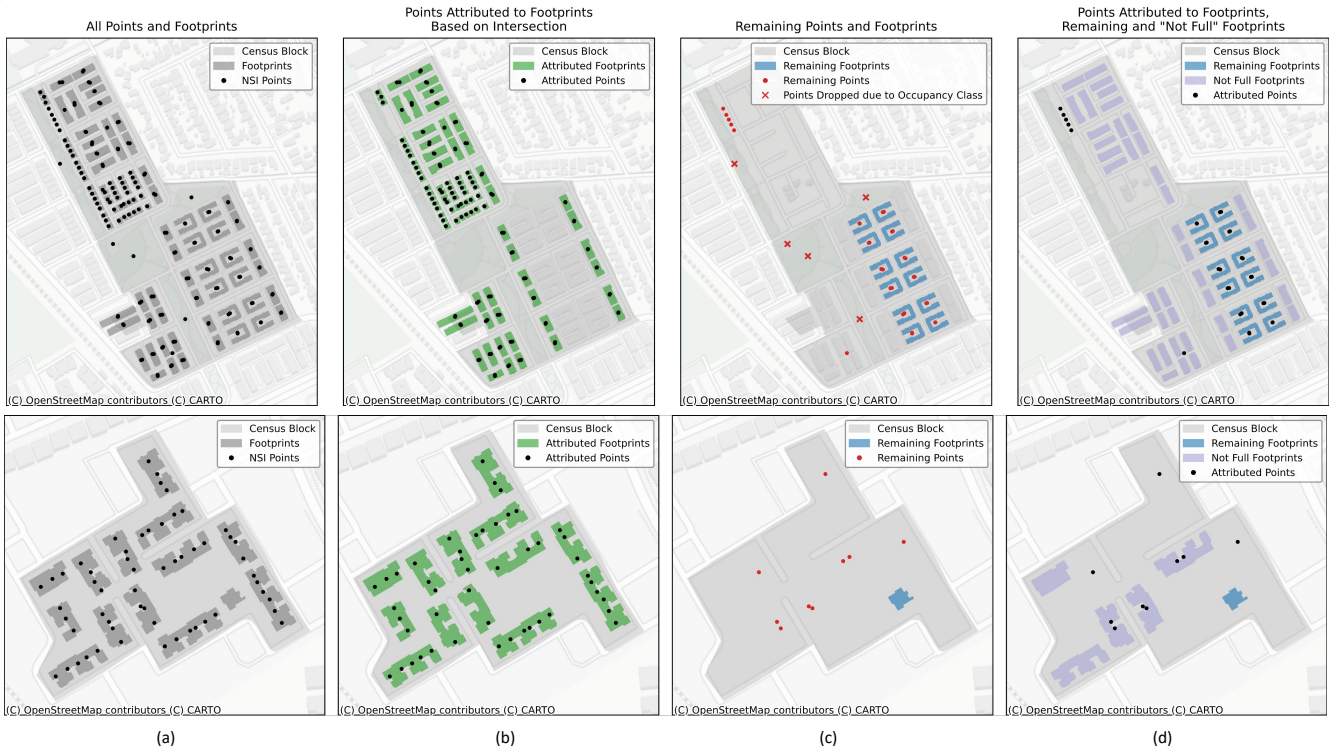 All Points and Footprints
Points Attributed to Footprints
Based on Intersection
Remaining Points and Footprints
Points Attributed to Footprints,
Remaining and "Not Full" Footprints
Census Block
Footprints
NSI Points
(C) OpenStreetMap contributors (C) CARTO
Census Block
Attributed Footprints
Attributed Points
(C) OpenStreetMap contributors (C) CARTO
Census Block
Remaining Footprints
Remaining Points
Points Dropped due to Occupancy Class
(C) OpenStreetMap contributors (C) CARTO
Census Block
Remaining Footprints
Not Full Footprints
Attributed Points
(C) OpenStreetMap contributors (C) CARTO
Census Block
Footprints
NSI Points
(C) OpenStreetMap contributors (C) CARTO
Census Block
Attributed Footprints
Attributed Points
(C) OpenStreetMap contributors (C) CARTO
Census Block
Remaining Footprints
Remaining Points
(C) OpenStreetMap contributors (C) CARTO
Census Block
Remaining Footprints
Not Full Footprints
Attributed Points
(C) OpenStreetMap contributors (C) CARTO
(a)
(b)
(c)
(d)